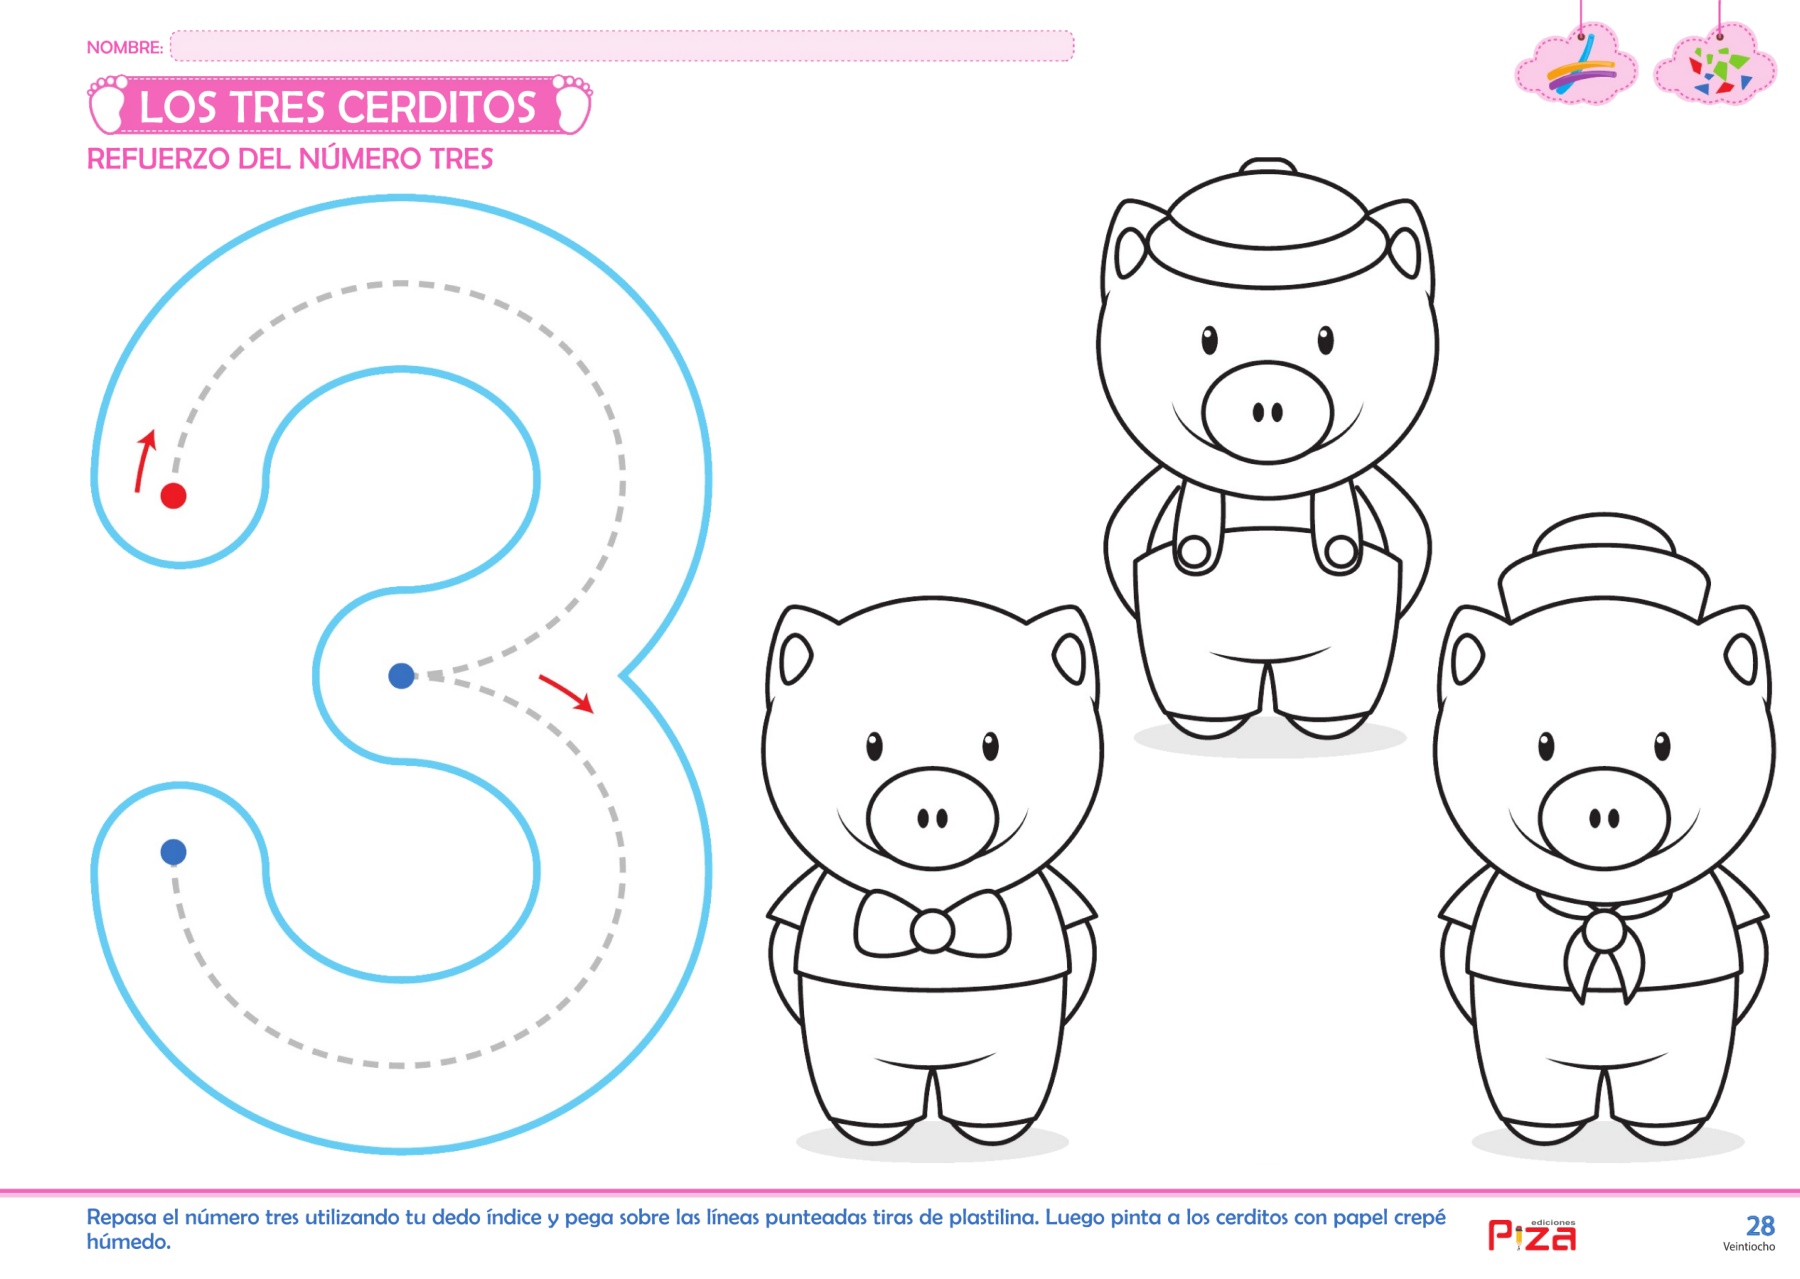 NOMBRE:
LOS TRES CERDITOS
REFUERZO DEL NÚMERO TRES
Repasa el número tres utilizando tu dedo índice y pega sobre las líneas punteadas tiras de plastilina. Luego pinta a los cerditos con papel crepé
húmedo.
ediciones
Piza
28
Veintiocho